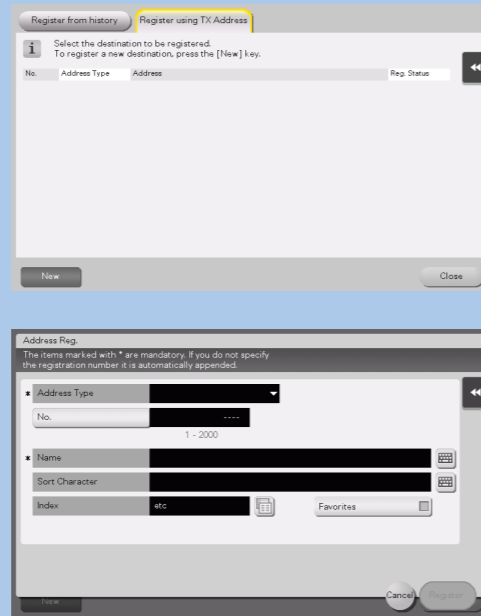 Register from history
Register using TX Address
Select the destination to be registered.
To register a new destination, press the [New] key.
No. Address Type Address Reg. Status
New Close
Address Reg.
The items marked with * are mandatory. If you do not specify
the registration number it is automatically appended.
* Address Type
No. ----
1 - 2000
* Name
Sort Character
Index etc Favorites
Cancel Register
New